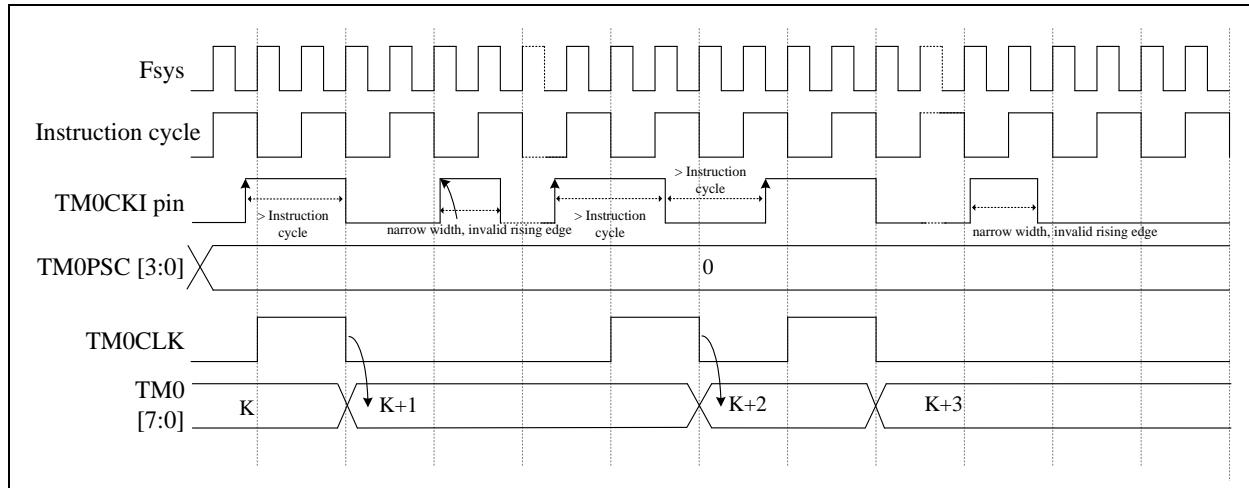 Fsys
Instruction cycle
> Instruction
cycle
TM0CKI pin
> Instruction
cycle
narrow width, invalid rising edge
> Instruction
cycle
narrow width, invalid rising edge
TM0PSC [3:0]
0
TM0CLK
TM0
[7:0]
K
K+1
K+2
K+3